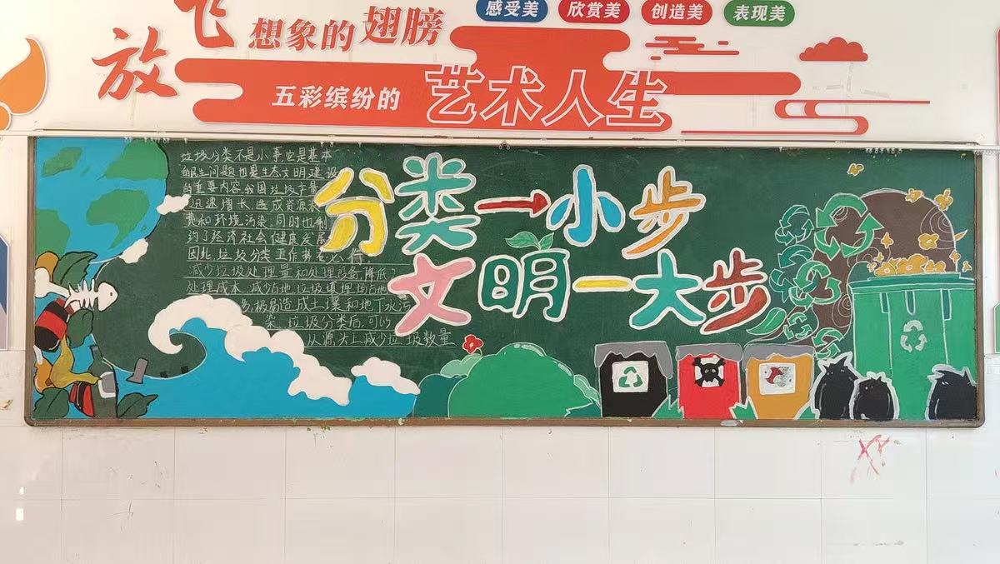 放飞想象的翅膀
感受美
欣赏美
创造美
表现美
五彩缤纷的艺术人生
垃圾分类不是小事,它是基本
的民生问题也是生态文明建设
的重要内容,我国垃圾产量
迅速增长,造成资源浪
费和环境污染,同时也制
约了经济社会健康发展
因此垃圾分类工作势在必行
减少垃圾处理量和处理设备,降低
处理成本,减少占地,垃圾填埋场占地
多,极易造成土壤和地下水污
染,垃圾分类后,可以
从源头上减少垃圾数量
分类一小步
文明一大步